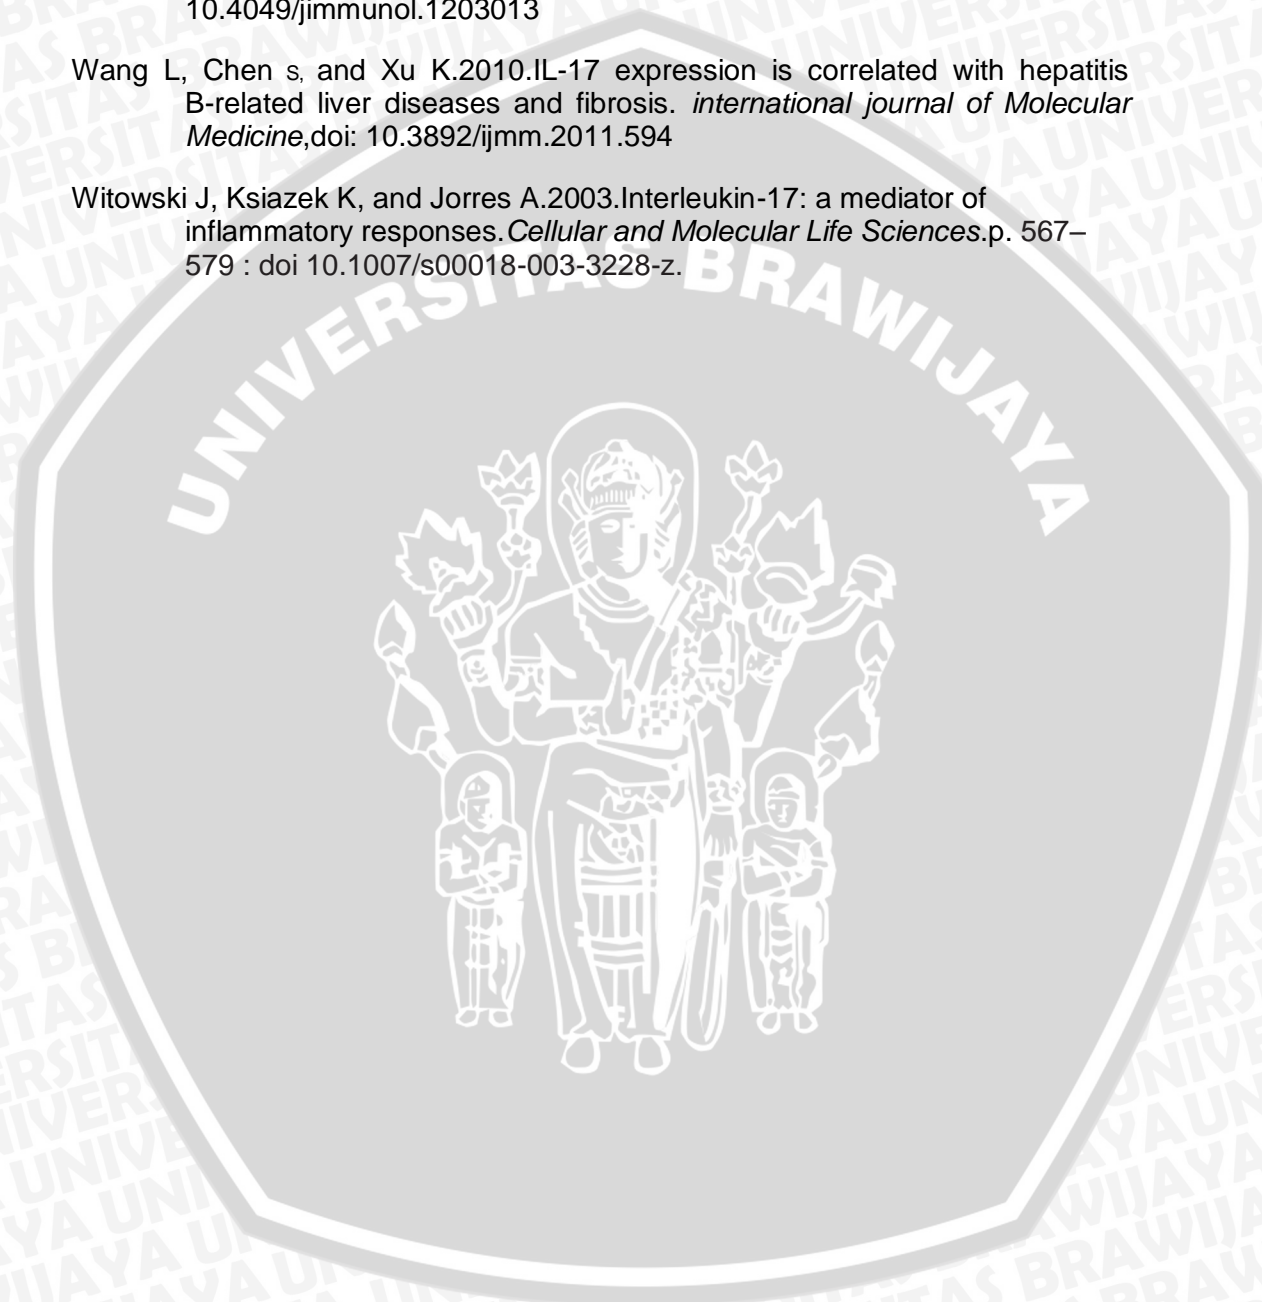 10.4049/jimmunol.1203013
Wang L, Chen s, and Xu K.2010.IL-17 expression is correlated with hepatitis
B-related liver diseases and fibrosis. international journal of Molecular
Medicine,doi: 10.3892/ijmm.2011.594
Witowski J, Ksiazek K, and Jorres A.2003.Interleukin-17: a mediator of
inflammatory responses.Cellular and Molecular Life Sciences.p. 567–
579 : doi 10.1007/s00018-003-3228-z.
UNIVERSITAS BRAWIJAYA